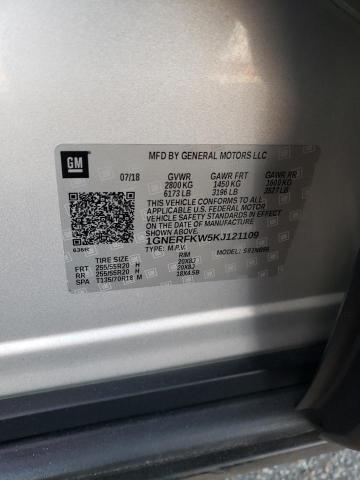 GM
MFD BY GENERAL MOTORS LLC
07/18 GVWR GAWR FRT GAWR RR
2800 KG 1450 KG 1600 KG
6173 LB 3196 LB 3527 LB
THIS VEHICLE CONFORMS TO ALL APPLICABLE
U.S. FEDERAL MOTOR VEHICLE SAFETY
STANDARDS IN EFFECT ON THE DATE OF
MANUFACTURE SHOWN ABOVE.
1GNERFKW5KJ121109
TYPE: M.P.V.
636R
TIRE SIZE RIM
FRT 255/55R20 H 20X8J
RR 255/55R20 H 20X8J
SPA T135/70R18 M 18X4.5B